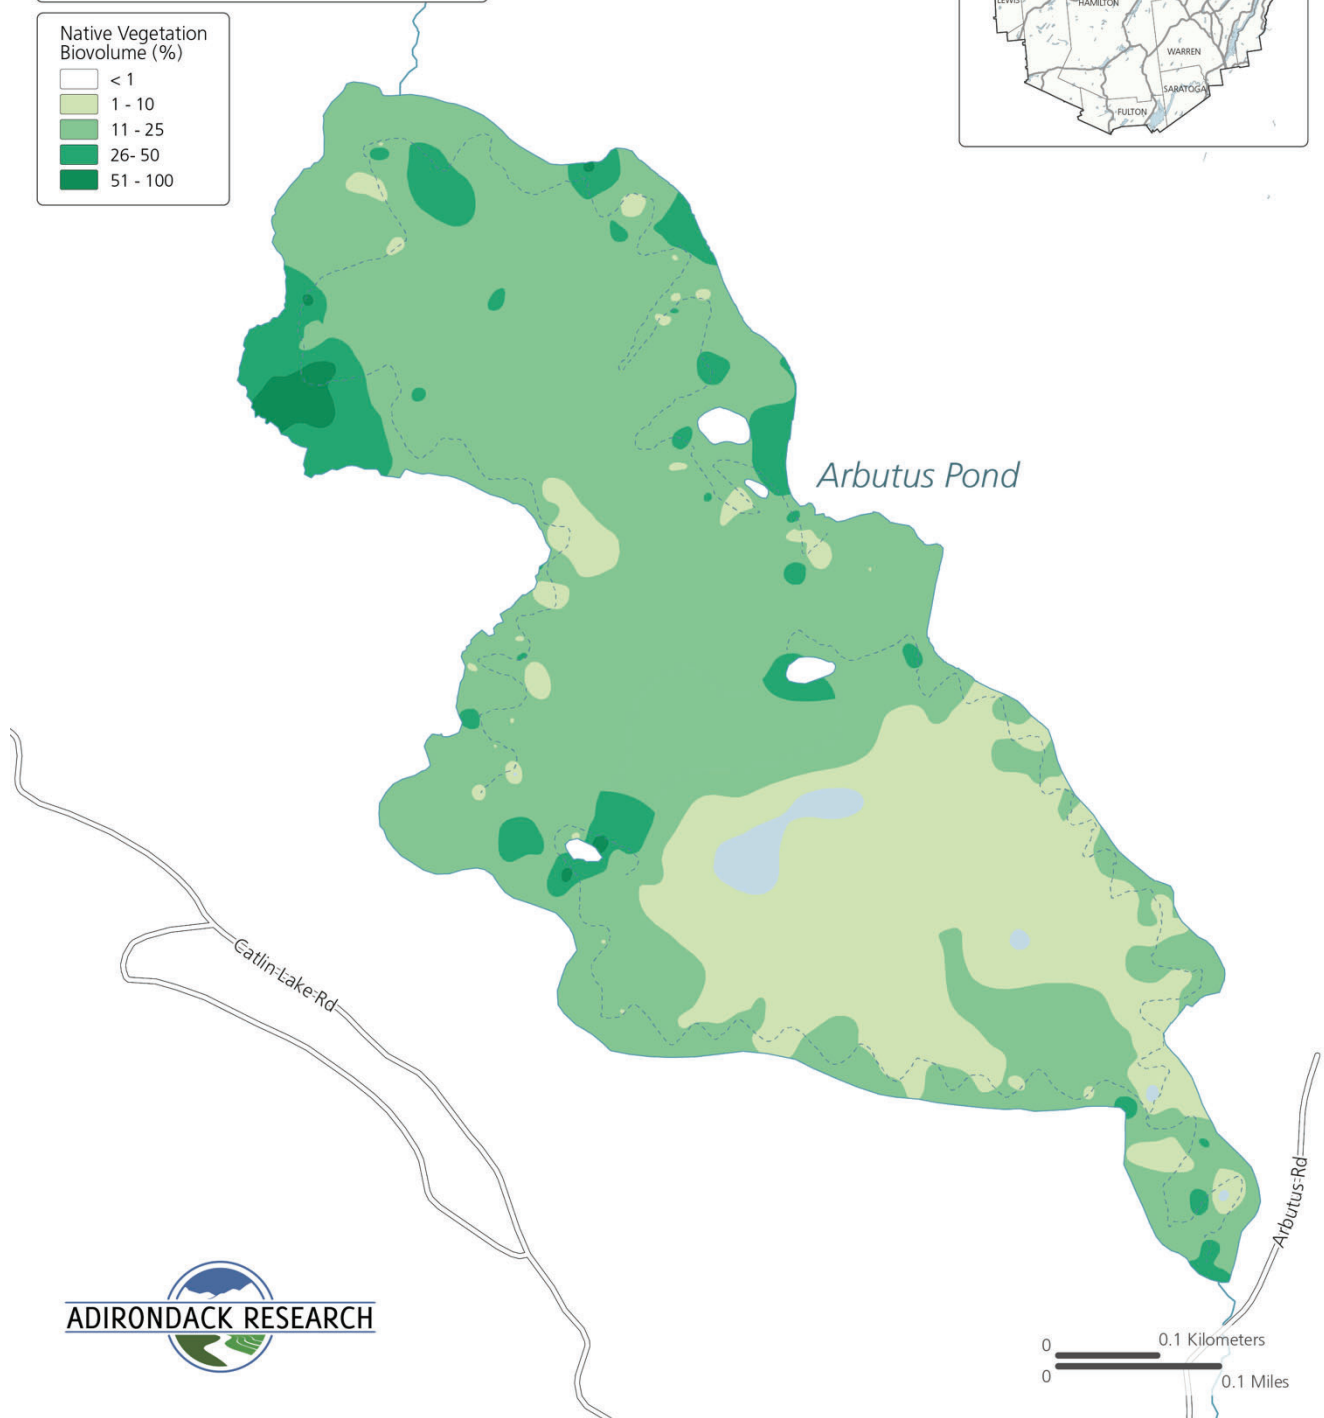 Native Vegetation
Biovolume (%)
< 1
1 - 10
11 - 25
26- 50
51 - 100
LEWIS
HAMILTON
WARREN
SARATOGA
FULTON
Arbutus Pond
Catlin-Lake-Rd
Arbutus-Rd
ADIRONDACK RESEARCH
0
0.1 Kilometers
0
0.1 Miles